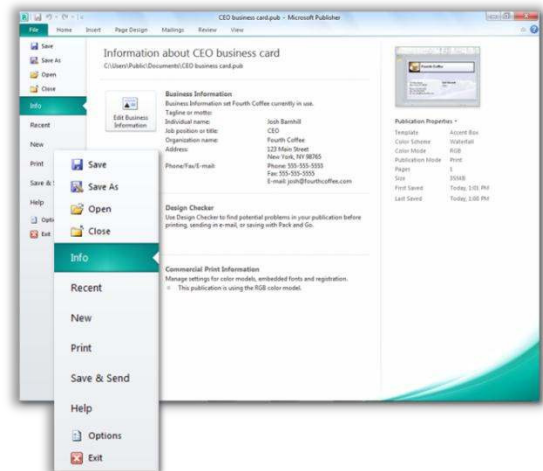 CEO business card.pub - Microsoft Publisher
File Home Insert Page Design Mailings Review View
Save
Save As
Open
Close
Info
Recent
New
Print
Save &
Help
Exit
Information about CEO business card
C:\Users\Public\Documents\CEO business card.pub
Edit Business
Information
Business Information
Business Information set Fourth Coffee currently in use.
Tagline or motto:
Individual name: Josh Barnhill
Job position or title: CEO
Organization name: Fourth Coffee
Address: 123 Main Street
New York, NY 98765
Phone/Fax/E-mail: Phone: 555-555-5555
Fax: 555-555-5555
E-mail: josh@fourthcoffee.com
Design Checker
Use Design Checker to find potential problems in your publication before
printing, sending in e-mail, or saving with Pack and Go.
Commercial Print Information
Manage settings for color models, embedded fonts and registration.
This publication is using the RGB color model.
Fourth Coffee
Publication Properties
Template Accent Box
Color Scheme Waterfall
Color Mode RGB
Publication Mode Print
Pages 1
Size
First Saved Today, 1:01 PM
Last Saved Today, 1:00 PM
Save
Save As
Open
Close
Info
Recent
New
Print
Save & Send
Help
Options
Exit